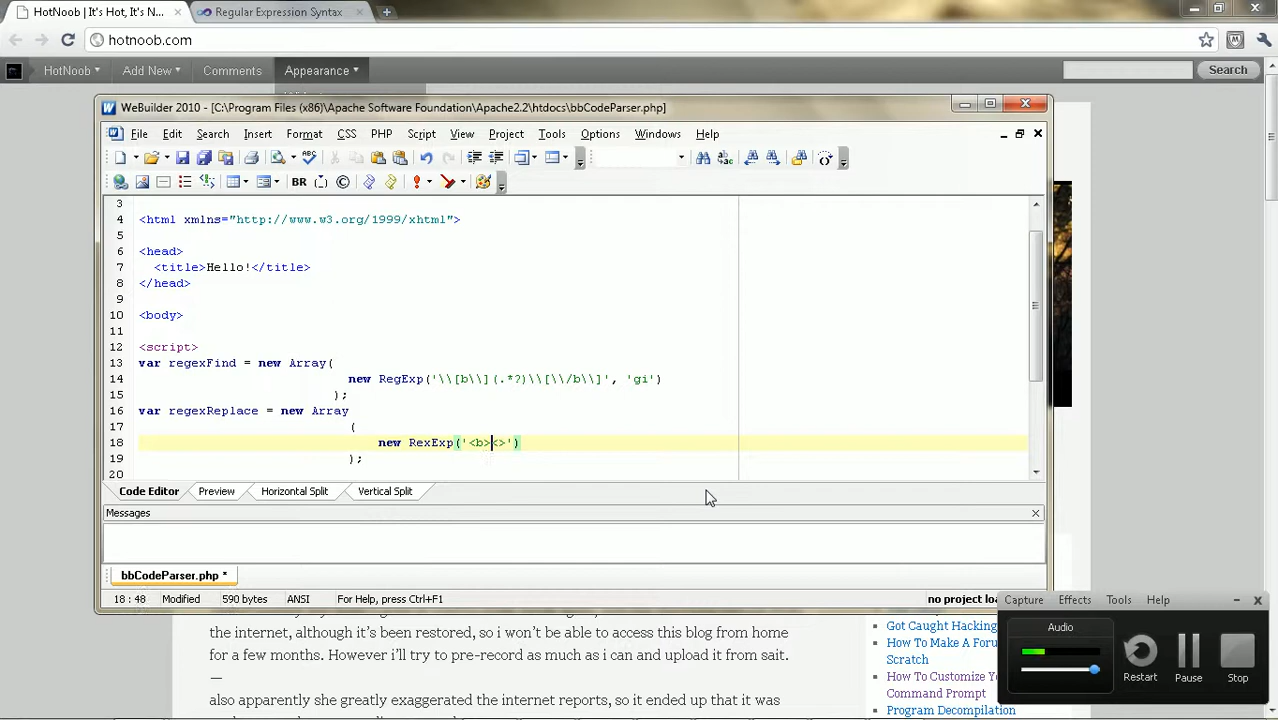 HotNoob | It's Hot, It's N...
Regular Expression Syntax
hotnoob.com
HotNoob
Add New
Comments
Appearance
Search
WeBuilder 2010 - [C:\Program Files (x86)\Apache Software Foundation\Apache2.2\htdocs\bbCodeParser.php]
File Edit Search Insert Format CSS PHP Script View Project Tools Options Windows Help
BR
3
4 <html xmlns="http://www.w3.org/1999/xhtml">
5
6 <head>
7 <title>Hello!</title>
8 </head>
9
10 <body>
11
12 <script>
13 var regexFind = new Array(
14 new RegExp('\\[b\\](.*?)\\[\\/b\\]', 'gi')
15 );
16 var regexReplace = new Array
17 (
18 new RexExp('<b><>')
19 );
20
Code Editor Preview Horizontal Split Vertical Split
Messages
bbCodeParser.php *
18 : 48 Modified 590 bytes ANSI For Help, press Ctrl+F1
no project loa
Capture Effects Tools Help
Audio
Restart Pause Stop
the internet, although it's been restored, so i won't be able to access this blog from home
for a few months. However i'll try to pre-record as much as i can and upload it from sait.
—
also apparently she greatly exaggerated the internet reports, so it ended up that it was
Got Caught Hacking
How To Make A Foru
Scratch
How To Customize Yo
Command Prompt
Program Decompilation